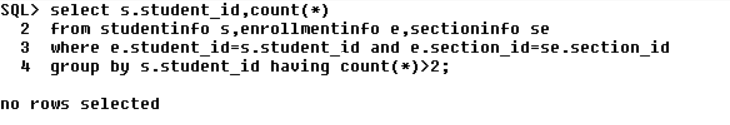 SQL> select s.student_id,count(*)
2 from studentinfo s,enrollmentinfo e,sectioninfo se
3 where e.student_id=s.student_id and e.section_id=se.section_id
4 group by s.student_id having count(*)>2;
no rows selected